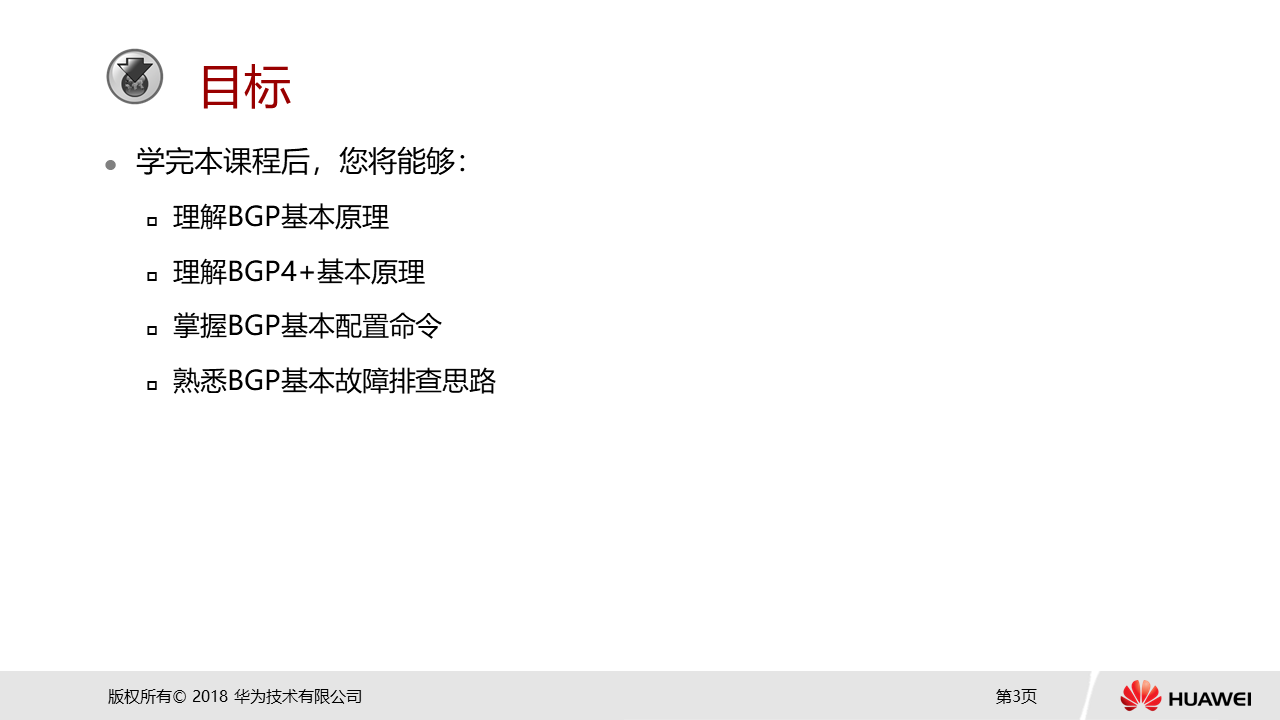 目标
学完本课程后，您将能够：
理解BGP基本原理
理解BGP4+基本原理
掌握BGP基本配置命令
熟悉BGP基本故障排查思路
版权所有© 2018 华为技术有限公司
第3页
HUAWEI